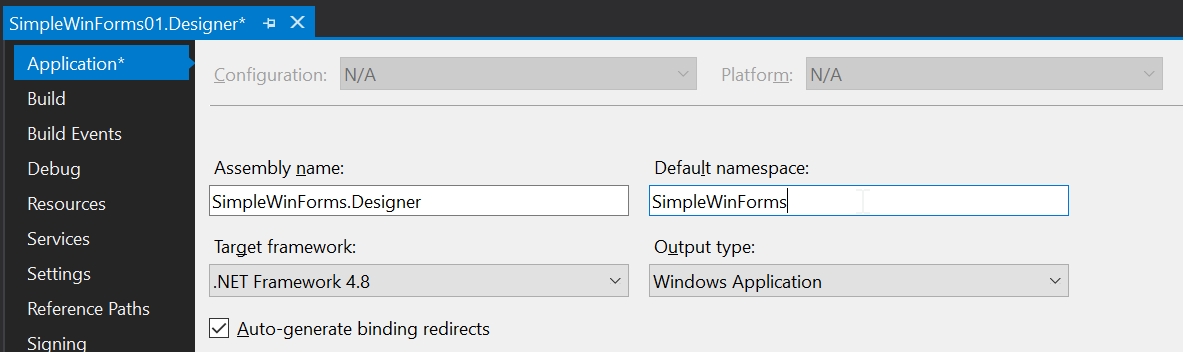 SimpleWinForms01.Designer*
Application*
Configuration: N/A Platform: N/A
Build
Build Events
Debug
Assembly name: Default namespace:
Resources
SimpleWinForms.Designer SimpleWinForms
Services
Target framework: Output type:
Settings
.NET Framework 4.8 Windows Application
Reference Paths
Auto-generate binding redirects
Signing